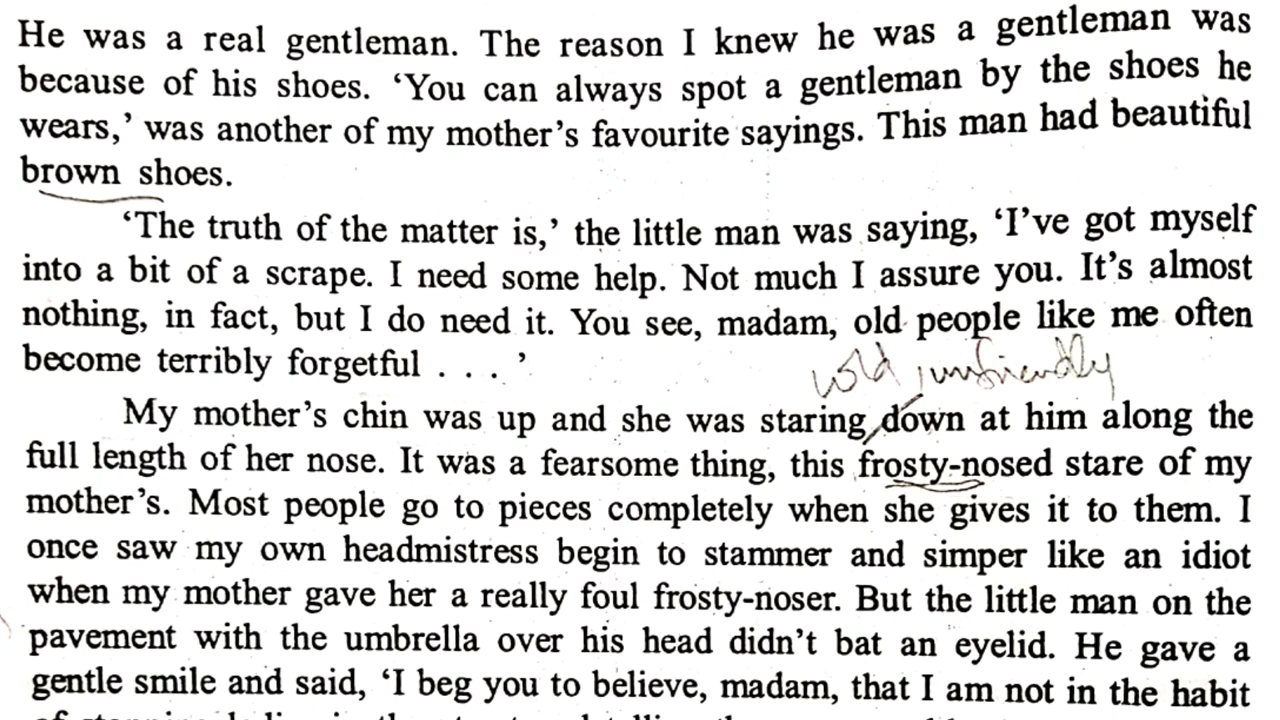 He was a real gentleman. The reason I knew he was a gentleman was
because of his shoes. ‘You can always spot a gentleman by the shoes he
wears,’ was another of my mother’s favourite sayings. This man had beautiful
brown shoes.
‘The truth of the matter is,’ the little man was saying, ‘I’ve got myself
into a bit of a scrape. I need some help. Not much I assure you. It’s almost
nothing, in fact, but I do need it. You see, madam, old people like me often
become terribly forgetful . . . ’
cold unfriendly
My mother’s chin was up and she was staring down at him along the
full length of her nose. It was a fearsome thing, this frosty-nosed stare of my
mother’s. Most people go to pieces completely when she gives it to them. I
once saw my own headmistress begin to stammer and simper like an idiot
when my mother gave her a really foul frosty-noser. But the little man on the
pavement with the umbrella over his head didn’t bat an eyelid. He gave a
gentle smile and said, ‘I beg you to believe, madam, that I am not in the habit